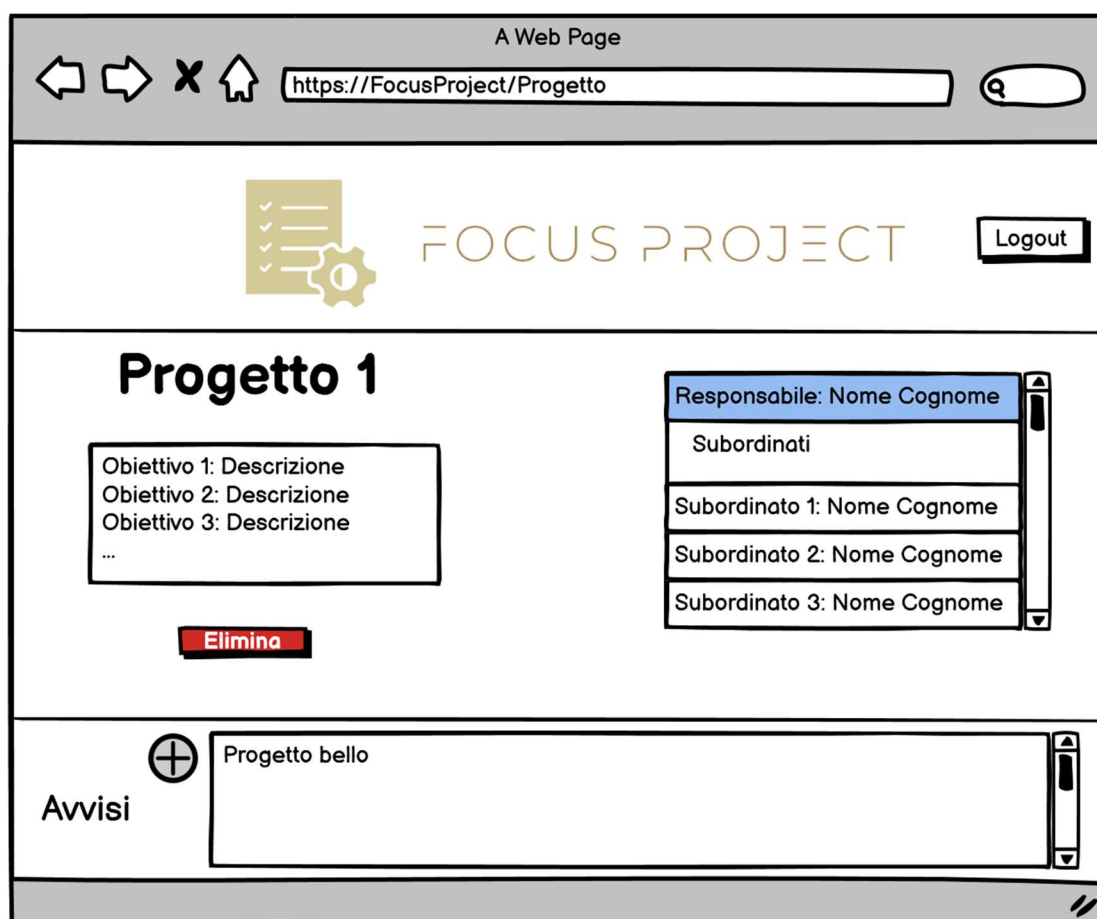 A Web Page
https://FocusProject/Progetto
FOCUS PROJECT
Logout
Progetto 1
Obiettivo 1: Descrizione
Obiettivo 2: Descrizione
Obiettivo 3: Descrizione
...
Elimina
Responsabile: Nome Cognome
Subordinati
Subordinato 1: Nome Cognome
Subordinato 2: Nome Cognome
Subordinato 3: Nome Cognome
Avvisi
Progetto bello